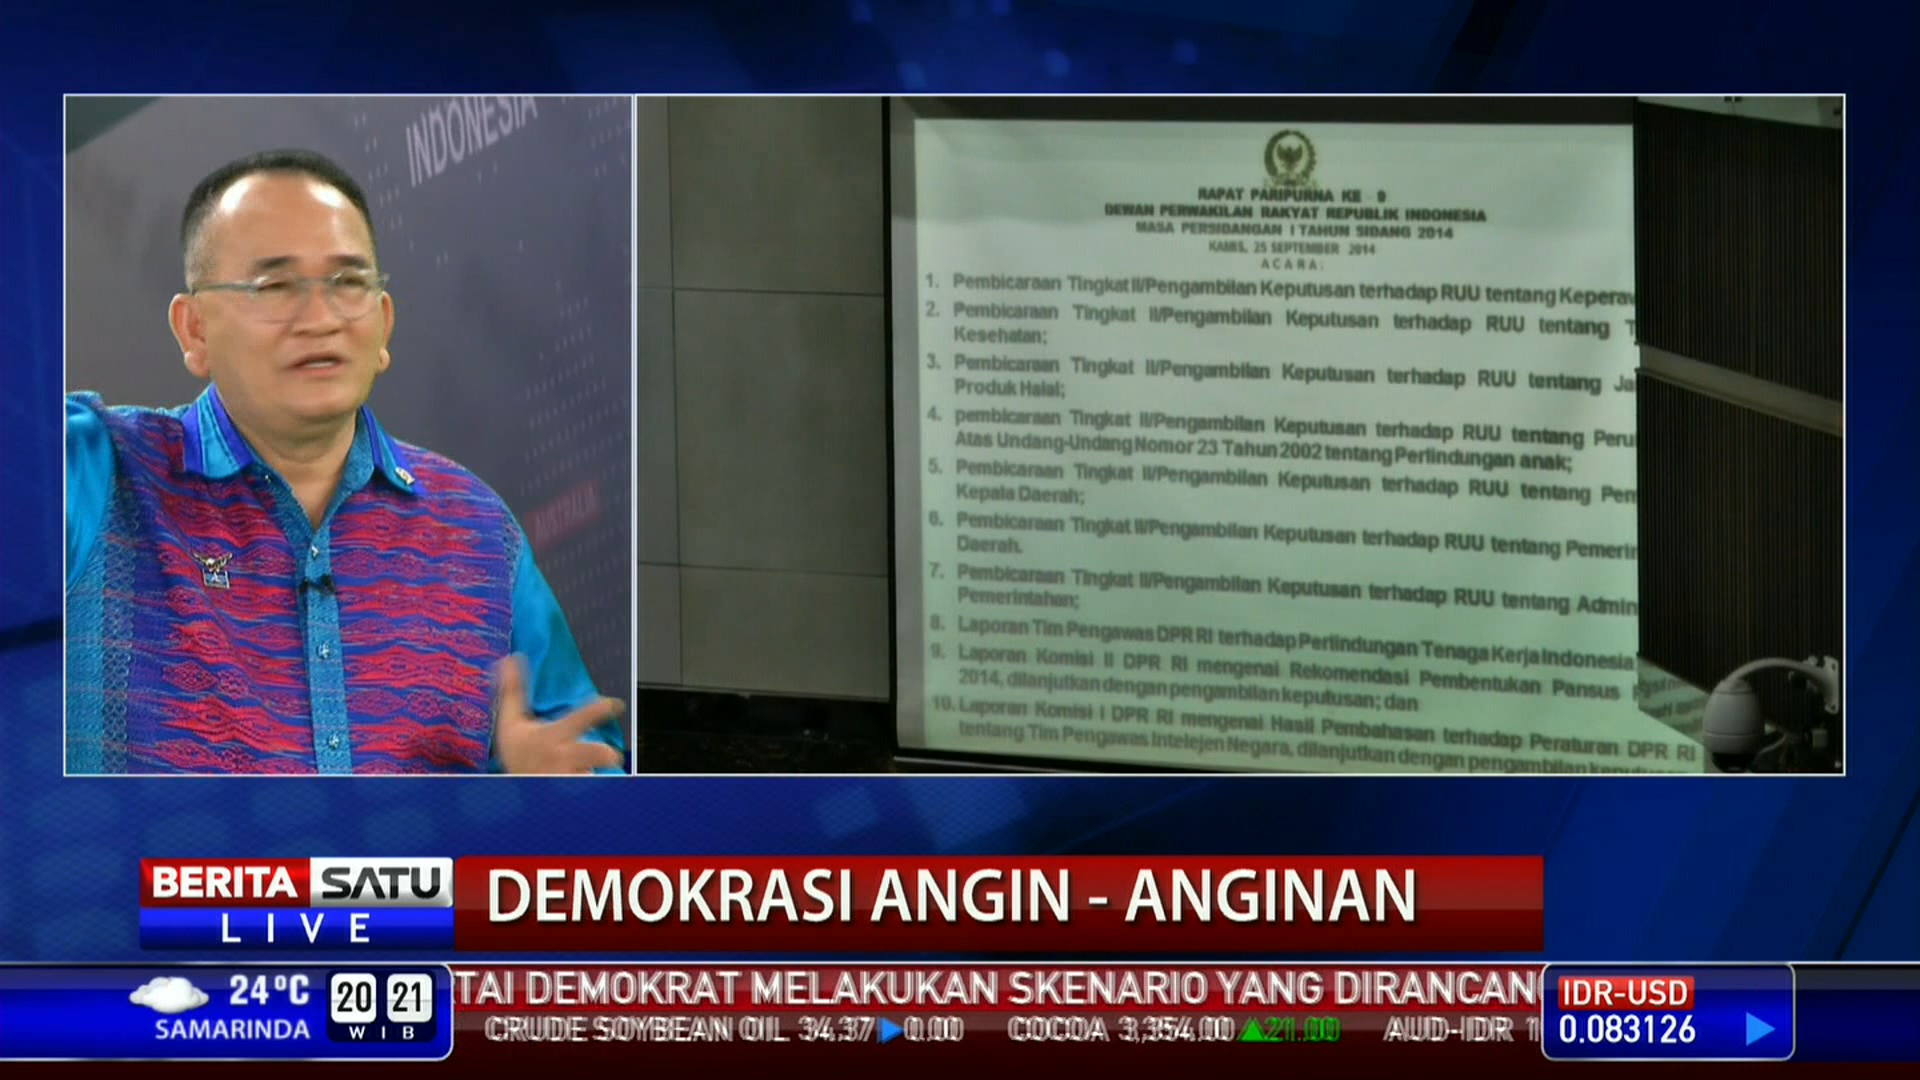 INDONESIA
AUSTRALIA
RAPAT PARIPURNA KE 9
DEWAN PERWAKILAN RAKYAT REPUBLIK INDONESIA
MASA PERSIDANGAN I TAHUN SIDANG 2014
KAMIS, 25 SEPTEMBER 2014
ACARA:
1. Pembicaraan Tingkat II/Pengambilan Keputusan terhadap RUU tentang Keperaw
2. Pembicaraan Tingkat II/Pengambilan Keputusan terhadap RUU tentang T
Kesehatan;
3. Pembicaraan Tingkat II/Pengambilan Keputusan terhadap RUU tentang Ja
Produk Halal;
4. pembicaraan Tingkat II/Pengambilan Keputusan terhadap RUU tentang Peru
Atas Undang-Undang Nomor 23 Tahun 2002 tentang Perlindungan anak;
5. Pembicaraan Tingkat II/Pengambilan Keputusan terhadap RUU tentang Pem
Kepala Daerah;
6. Pembicaraan Tingkat II/Pengambilan Keputusan terhadap RUU tentang Pemerin
Daerah.
7. Pembicaraan Tingkat II/Pengambilan Keputusan terhadap RUU tentang Admin
Pemerintahan;
8. Laporan Tim Pengawas DPR RI terhadap Perlindungan Tenaga Kerja Indonesia
9. Laporan Komisi II DPR RI mengenai Rekomendasi Pembentukan Pansus
2014, dilanjutkan dengan pengambilan keputusan; dan
10. Laporan Komisi I DPR RI mengenai Hasil Pembahasan terhadap Peraturan DPR RI
tentang Tim Pengawas Intelejen Negara, dilanjutkan dengan pengambilan
BERITA SATU
LIVE
DEMOKRASI ANGIN - ANGINAN
24°C
SAMARINDA
20 21
WIB
TAI DEMOKRAT MELAKUKAN SKENARIO YANG DIRANCANG
CRUDE SOYBEAN OIL 34.37 0.00 COCOA 3,354.00 21.00 AUD-IDR 1
IDR-USD
0.083126